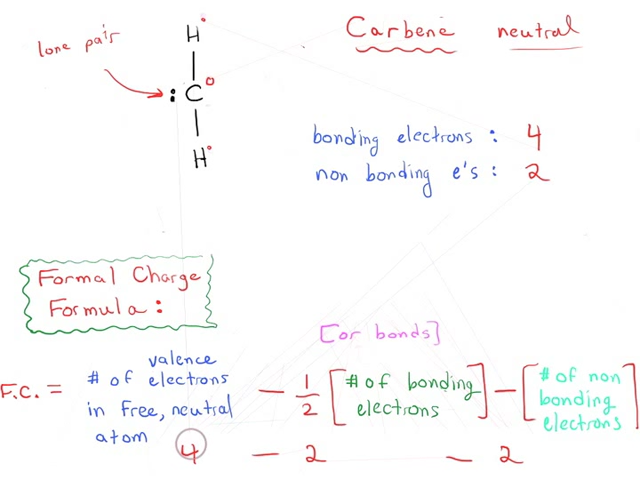 lone pair
H°
:C°
H°
Carbene neutral
bonding electrons : 4
non bonding e's : 2
Formal Charge
Formula :
[or bonds]
F.C. = # of valence electrons in free, neutral atom — 1/2 [# of bonding electrons] — [# of non bonding electrons]
4 — 2 — 2